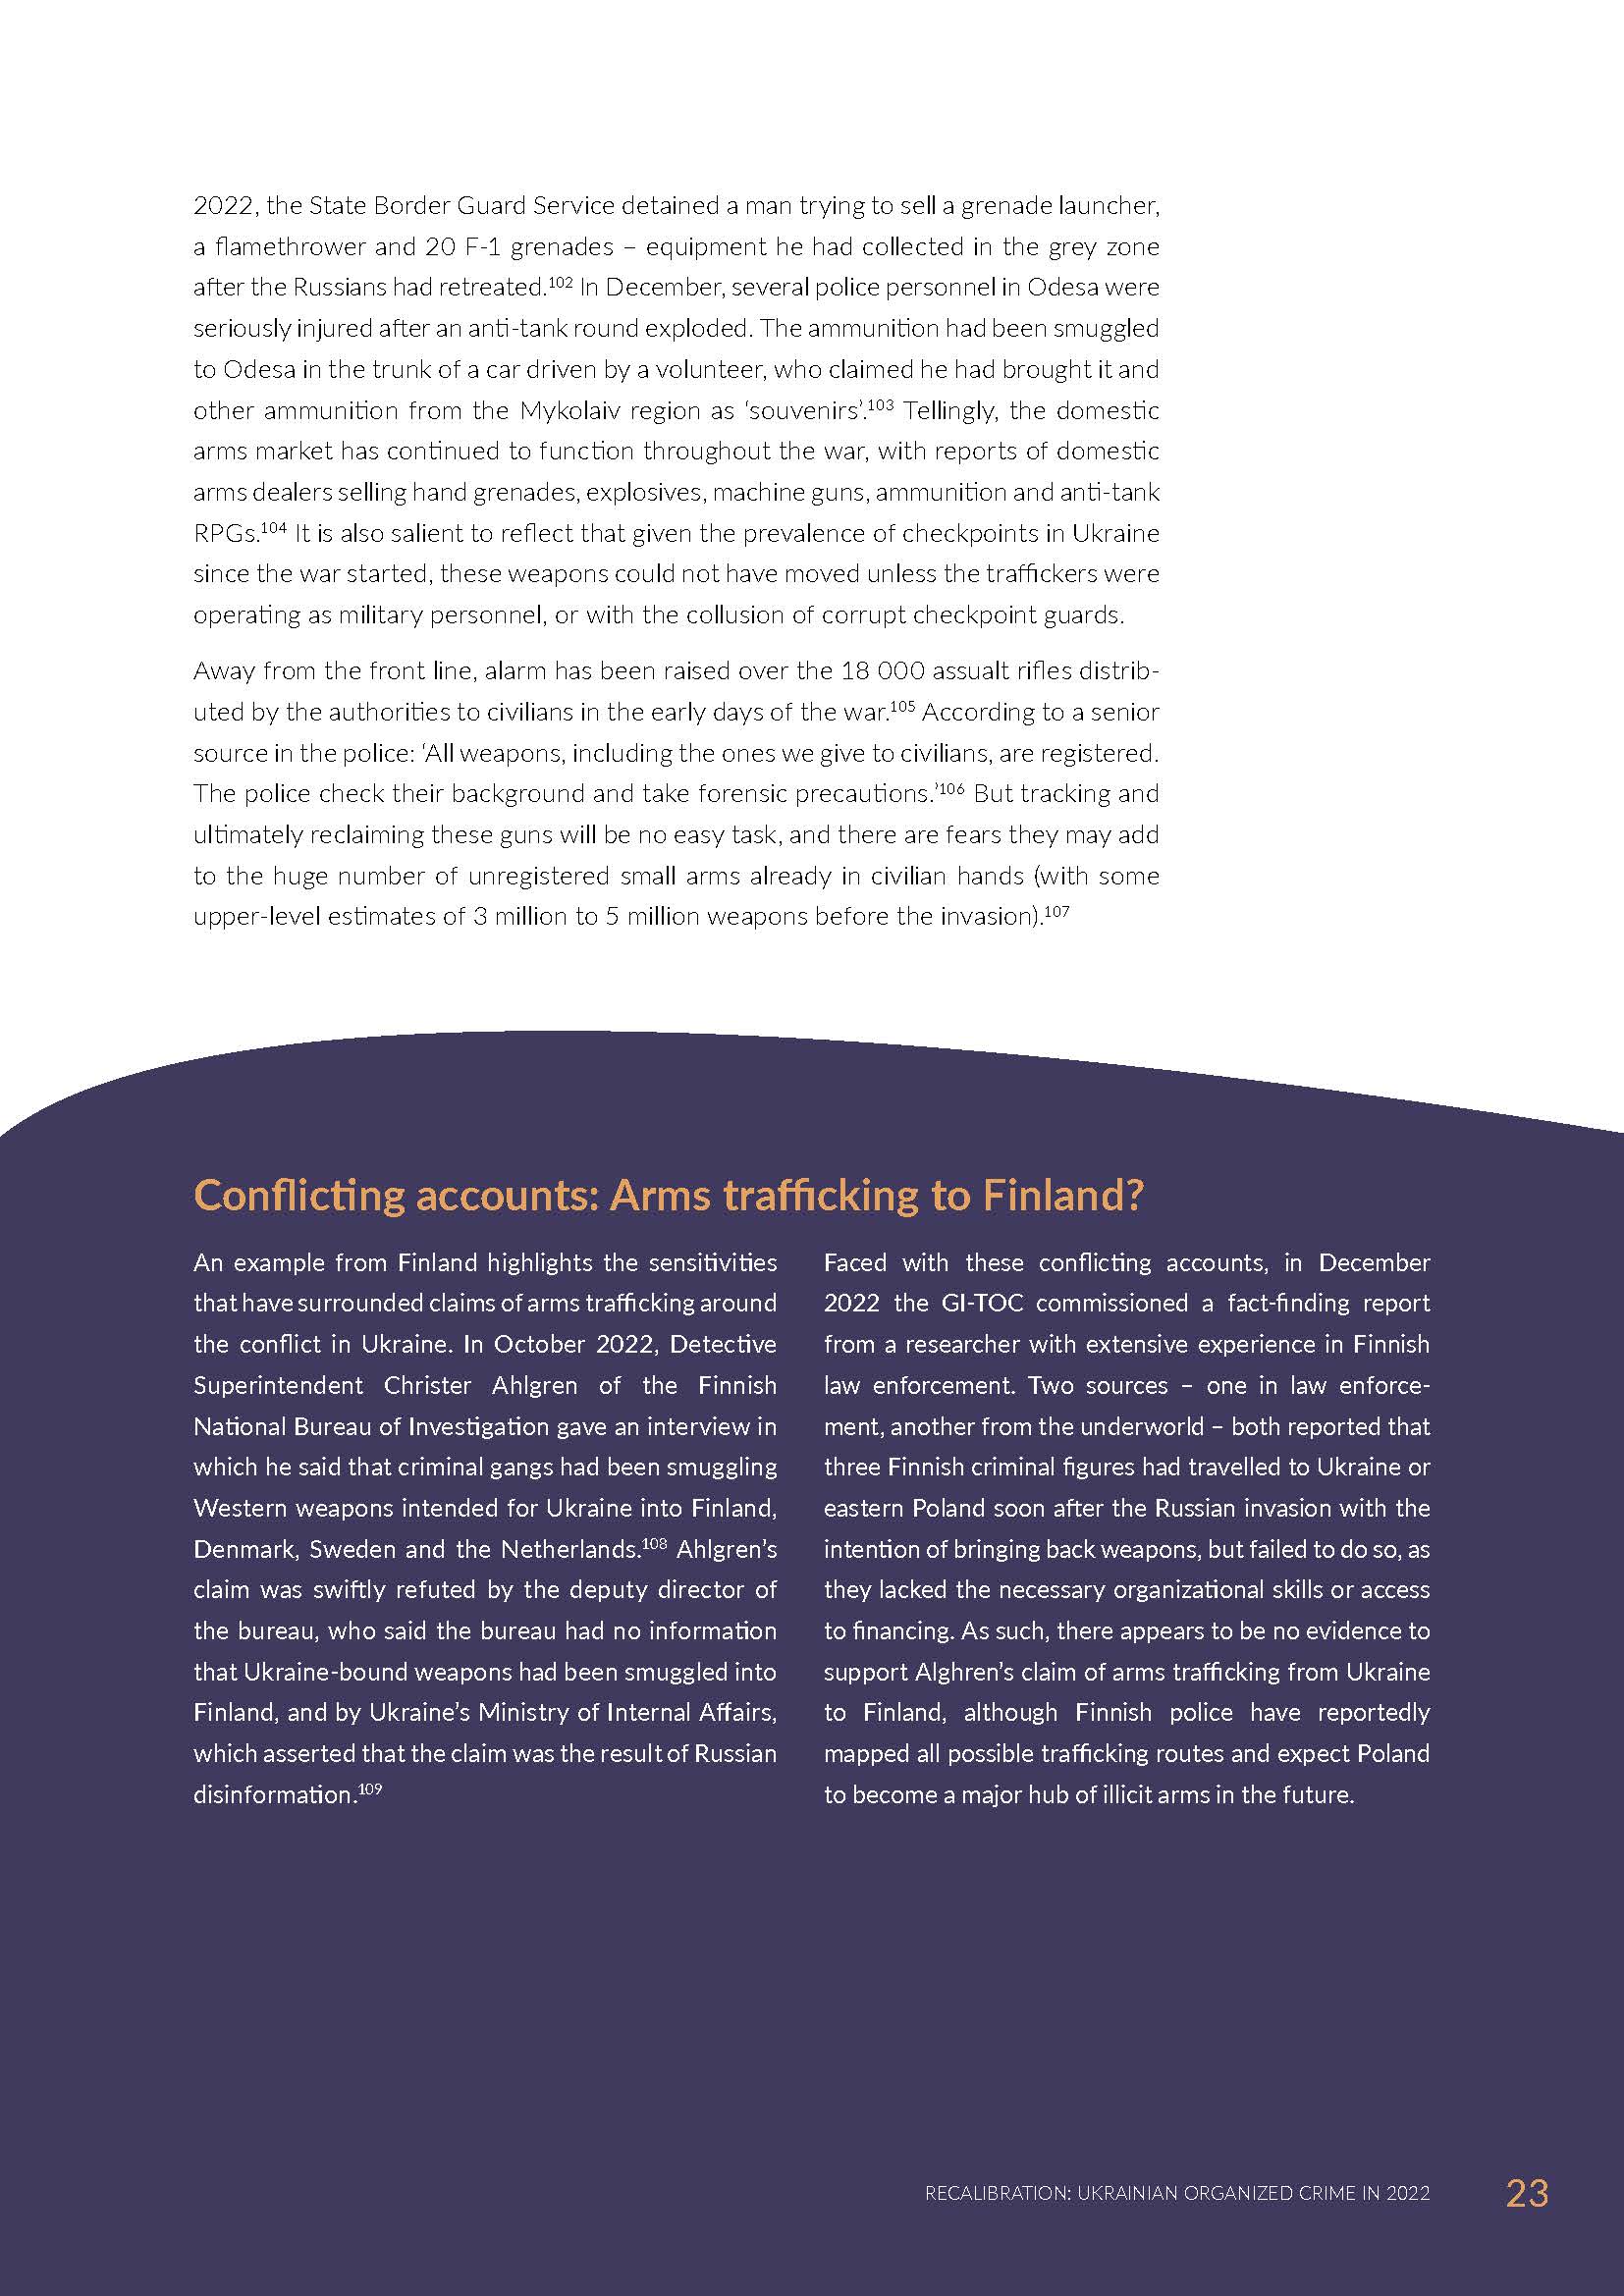 2022, the State Border Guard Service detained a man trying to sell a grenade launcher,
a flamethrower and 20 F-1 grenades – equipment he had collected in the grey zone
after the Russians had retreated.102 In December, several police personnel in Odesa were
seriously injured after an anti-tank round exploded. The ammunition had been smuggled
to Odesa in the trunk of a car driven by a volunteer, who claimed he had brought it and
other ammunition from the Mykolaiv region as ‘souvenirs’.103 Tellingly, the domestic
arms market has continued to function throughout the war, with reports of domestic
arms dealers selling hand grenades, explosives, machine guns, ammunition and anti-tank
RPGs.104 It is also salient to reflect that given the prevalence of checkpoints in Ukraine
since the war started, these weapons could not have moved unless the traffickers were
operating as military personnel, or with the collusion of corrupt checkpoint guards.
Away from the front line, alarm has been raised over the 18 000 assualt rifles distrib-
uted by the authorities to civilians in the early days of the war.105 According to a senior
source in the police: ‘All weapons, including the ones we give to civilians, are registered.
The police check their background and take forensic precautions.’106 But tracking and
ultimately reclaiming these guns will be no easy task, and there are fears they may add
to the huge number of unregistered small arms already in civilian hands (with some
upper-level estimates of 3 million to 5 million weapons before the invasion).107
Conflicting accounts: Arms trafficking to Finland?
An example from Finland highlights the sensitivities
that have surrounded claims of arms trafficking around
the conflict in Ukraine. In October 2022, Detective
Superintendent Christer Ahlgren of the Finnish
National Bureau of Investigation gave an interview in
which he said that criminal gangs had been smuggling
Western weapons intended for Ukraine into Finland,
Denmark, Sweden and the Netherlands.108 Ahlgren’s
claim was swiftly refuted by the deputy director of
the bureau, who said the bureau had no information
that Ukraine-bound weapons had been smuggled into
Finland, and by Ukraine’s Ministry of Internal Affairs,
which asserted that the claim was the result of Russian
disinformation.109
Faced with these conflicting accounts, in December
2022 the GI-TOC commissioned a fact-finding report
from a researcher with extensive experience in Finnish
law enforcement. Two sources – one in law enforce-
ment, another from the underworld – both reported that
three Finnish criminal figures had travelled to Ukraine or
eastern Poland soon after the Russian invasion with the
intention of bringing back weapons, but failed to do so, as
they lacked the necessary organizational skills or access
to financing. As such, there appears to be no evidence to
support Alghren’s claim of arms trafficking from Ukraine
to Finland, although Finnish police have reportedly
mapped all possible trafficking routes and expect Poland
to become a major hub of illicit arms in the future.
RECALIBRATION: UKRAINIAN ORGANIZED CRIME IN 2022 23